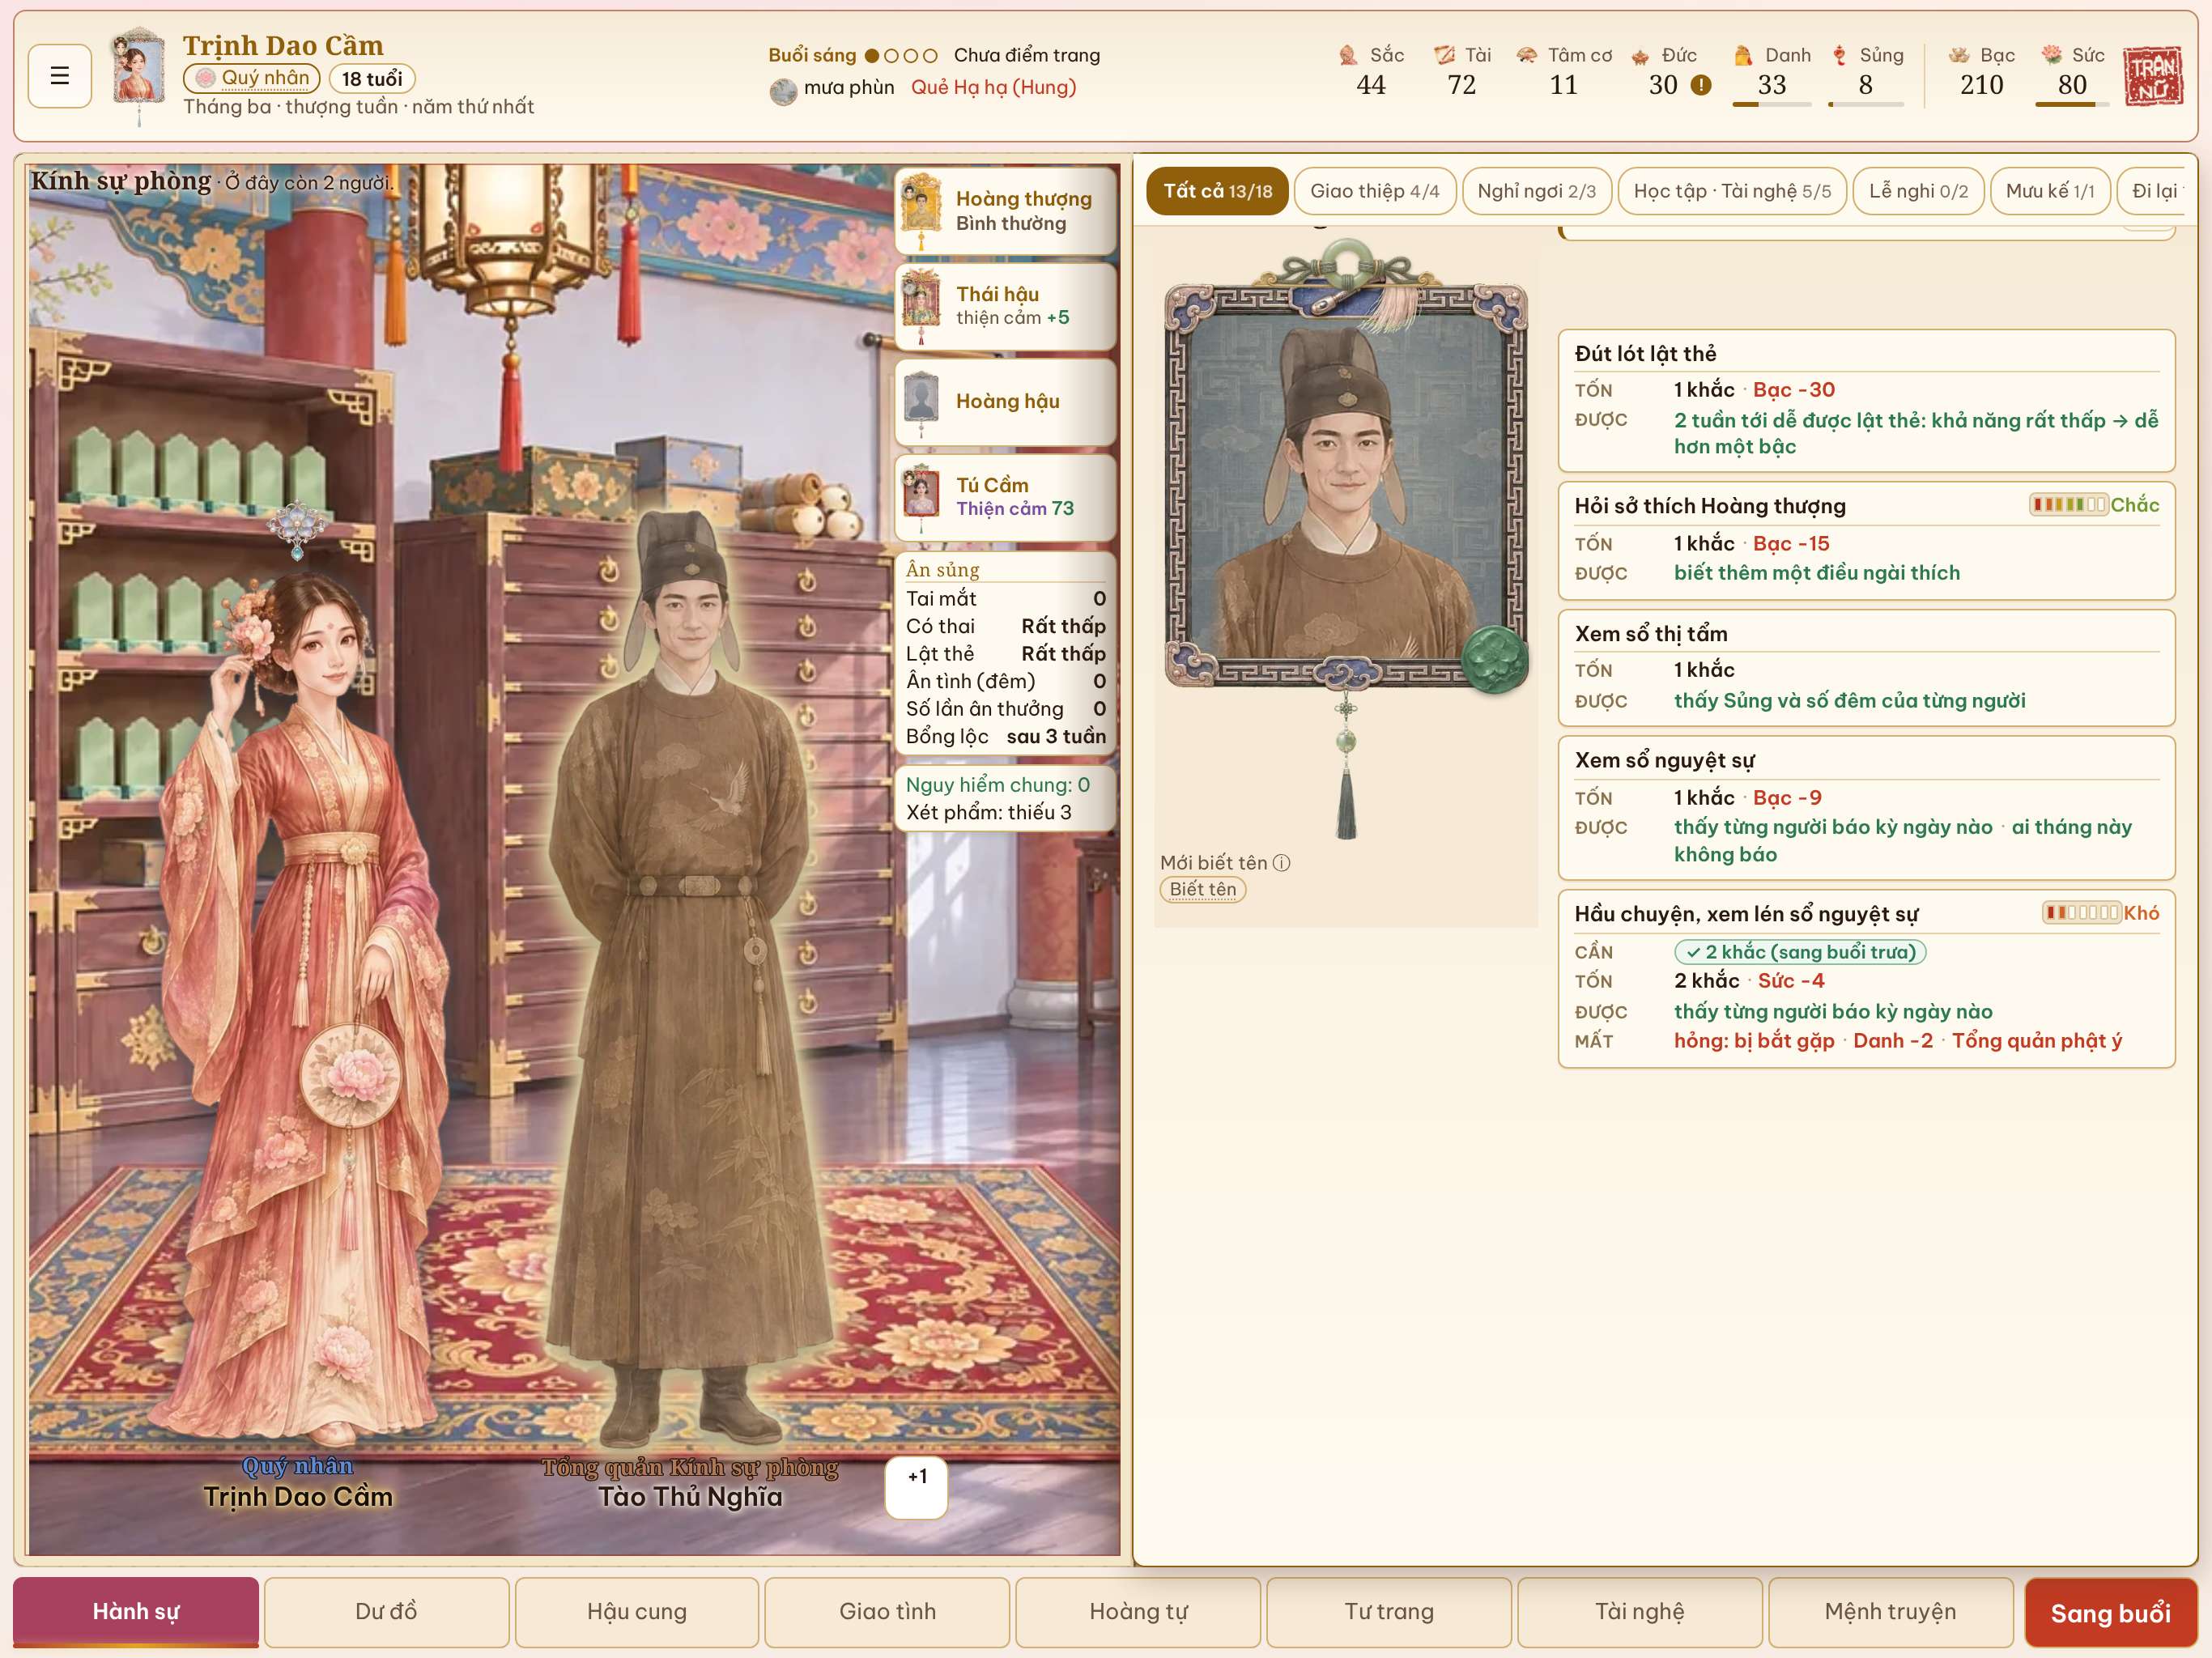 ☰
Trịnh Dao Cầm
Quý nhân 18 tuổi
Tháng ba · thượng tuần · năm thứ nhất
Buổi sáng Chưa điểm trang
mưa phùn Quẻ Hạ hạ (Hung)
Sắc 44
Tài 72
Tâm cơ 11
Đức 30 !
Danh 33
Sủng 8
Bạc 210
Sức 80
TRÂN NỮ
Kính sự phòng · Ở đây còn 2 người.
Hoàng thượng
Bình thường
Thái hậu
thiện cảm +5
Hoàng hậu
Tú Cầm
Thiện cảm 73
Ân sủng
Tai mắt 0
Có thai Rất thấp
Lật thẻ Rất thấp
Ân tình (đêm) 0
Số lần ân thưởng 0
Bổng lộc sau 3 tuần
Nguy hiểm chung: 0
Xét phẩm: thiếu 3
Quý nhân
Trịnh Dao Cầm
Tổng quản Kính sự phòng
Tào Thủ Nghĩa
+1
Tất cả 13/18
Giao thiệp 4/4
Nghỉ ngơi 2/3
Học tập · Tài nghệ 5/5
Lễ nghi 0/2
Mưu kế 1/1
Đi lại
Mới biết tên ⓘ
Biết tên
Đút lót lật thẻ
TỐN 1 khắc · Bạc -30
ĐƯỢC 2 tuần tới dễ được lật thẻ: khả năng rất thấp → dễ
hơn một bậc
Hỏi sở thích Hoàng thượng Chắc
TỐN 1 khắc · Bạc -15
ĐƯỢC biết thêm một điều ngài thích
Xem sổ thị tẩm
TỐN 1 khắc
ĐƯỢC thấy Sủng và số đêm của từng người
Xem sổ nguyệt sự
TỐN 1 khắc · Bạc -9
ĐƯỢC thấy từng người báo kỳ ngày nào · ai tháng này
không báo
Hầu chuyện, xem lén sổ nguyệt sự Khó
CẦN ✓ 2 khắc (sang buổi trưa)
TỐN 2 khắc · Sức -4
ĐƯỢC thấy từng người báo kỳ ngày nào
MẤT hỏng: bị bắt gặp · Danh -2 · Tổng quản phật ý
Hành sự
Dư đồ
Hậu cung
Giao tình
Hoàng tự
Tư trang
Tài nghệ
Mệnh truyện
Sang buổi